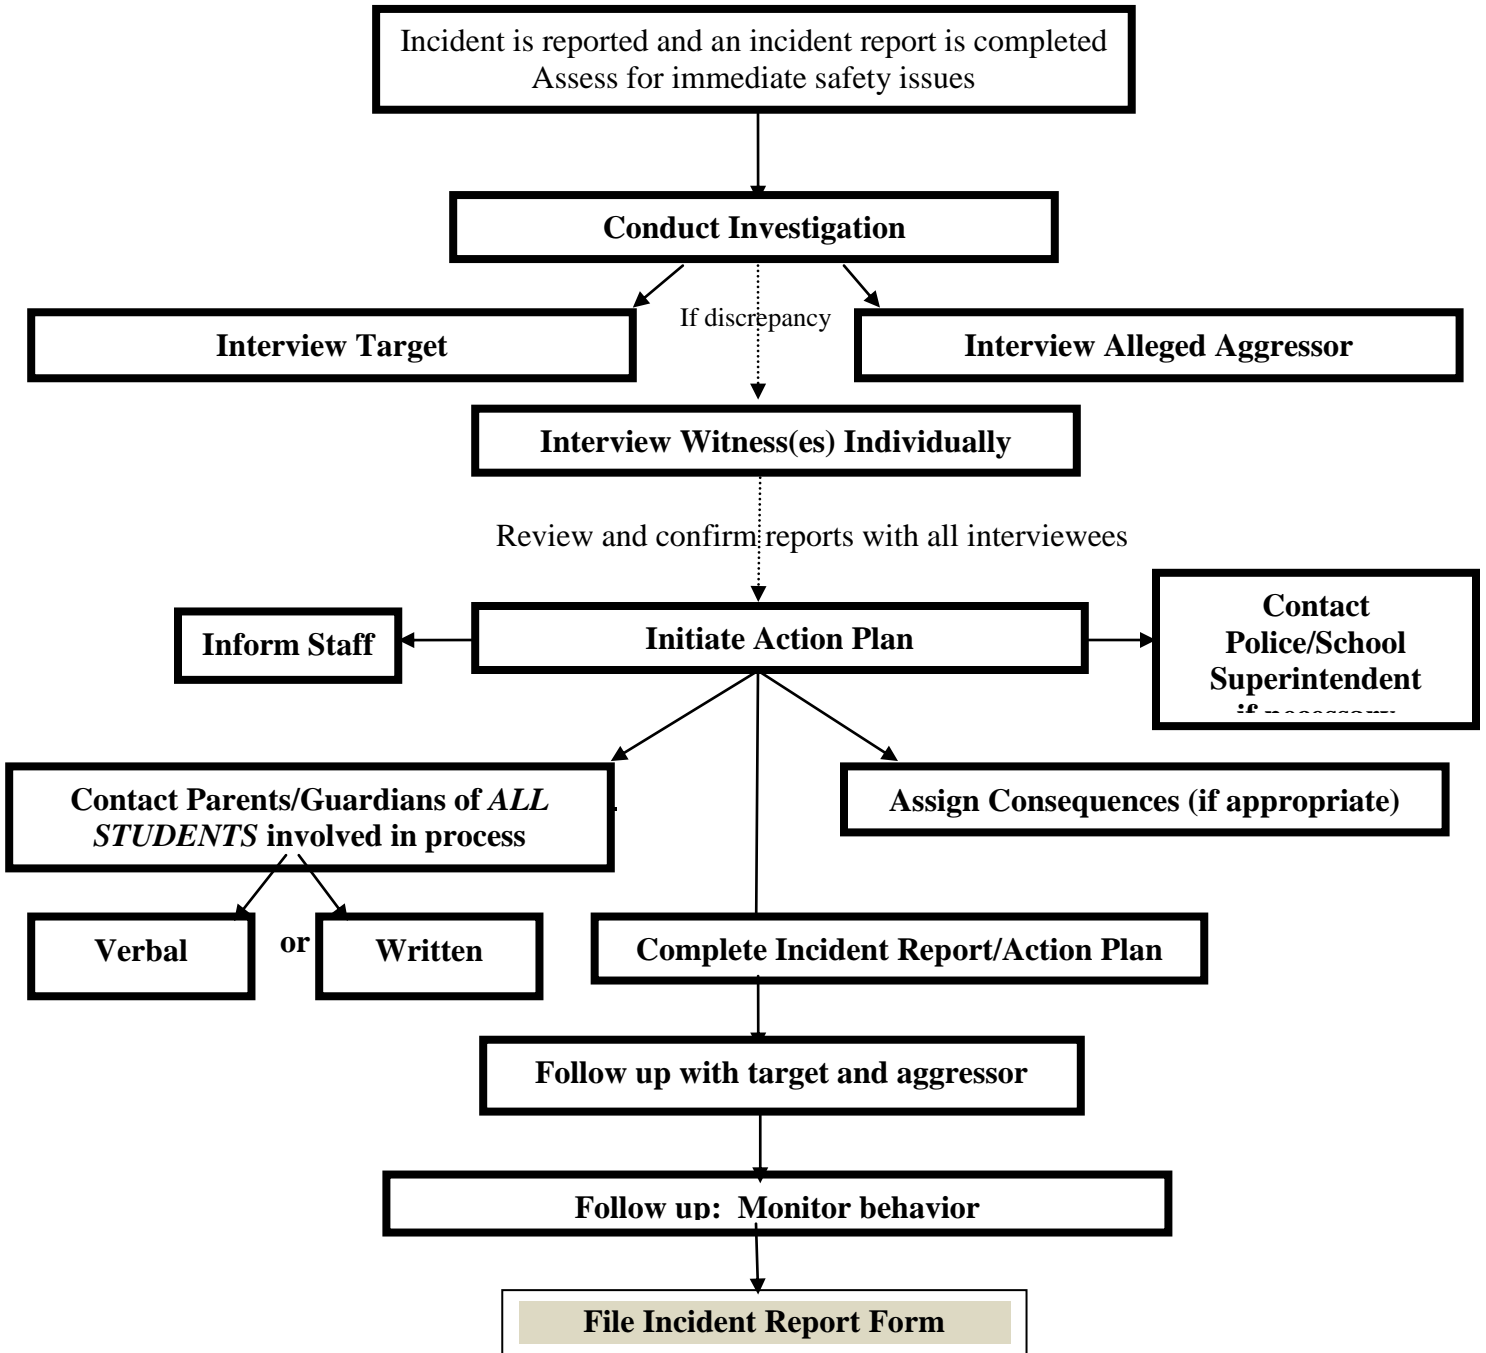 Incident is reported and an incident report is completed
Assess for immediate safety issues
Conduct Investigation
If discrepancy
Interview Target
Interview Alleged Aggressor
Interview Witness(es) Individually
Review and confirm reports with all interviewees
Inform Staff
Initiate Action Plan
Contact
Police/School
Superintendent
if necessary
Contact Parents/Guardians of ALL
STUDENTS involved in process
Assign Consequences (if appropriate)
Verbal
or
Written
Complete Incident Report/Action Plan
Follow up with target and aggressor
Follow up: Monitor behavior
File Incident Report Form